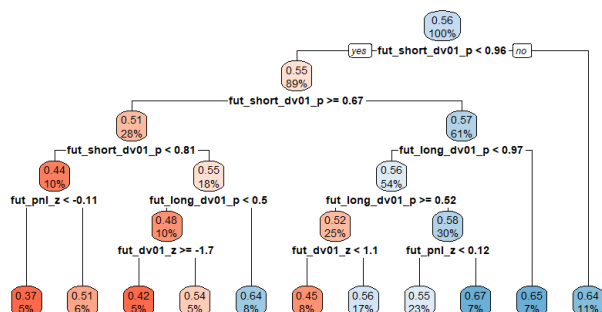 0.56
100%
yes fut_short_dv01_p < 0.96 no
0.55
89%
fut_short_dv01_p >= 0.67
0.51
28%
0.57
61%
fut_short_dv01_p < 0.81
fut_long_dv01_p < 0.97
0.44
10%
0.55
18%
0.56
54%
fut_pnl_z < -0.11
fut_long_dv01_p < 0.5
fut_long_dv01_p >= 0.52
0.48
10%
0.52
25%
0.58
30%
fut_dv01_z >= -1.7
fut_dv01_z < 1.1
fut_pnl_z < 0.12
0.37 0.51 0.42 0.54 0.64 0.45 0.56 0.55 0.67 0.65 0.64
5% 6% 5% 5% 8% 8% 17% 23% 7% 7% 11%